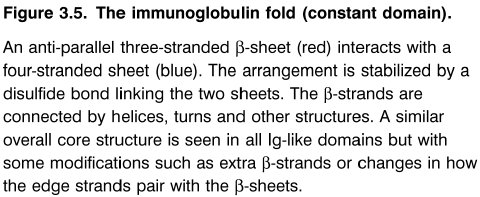 Figure 3.5. The immunoglobulin fold (constant domain).
An anti-parallel three-stranded β-sheet (red) interacts with a
four-stranded sheet (blue). The arrangement is stabilized by a
disulfide bond linking the two sheets. The β-strands are
connected by helices, turns and other structures. A similar
overall core structure is seen in all Ig-like domains but with
some modifications such as extra β-strands or changes in how
the edge strands pair with the β-sheets.